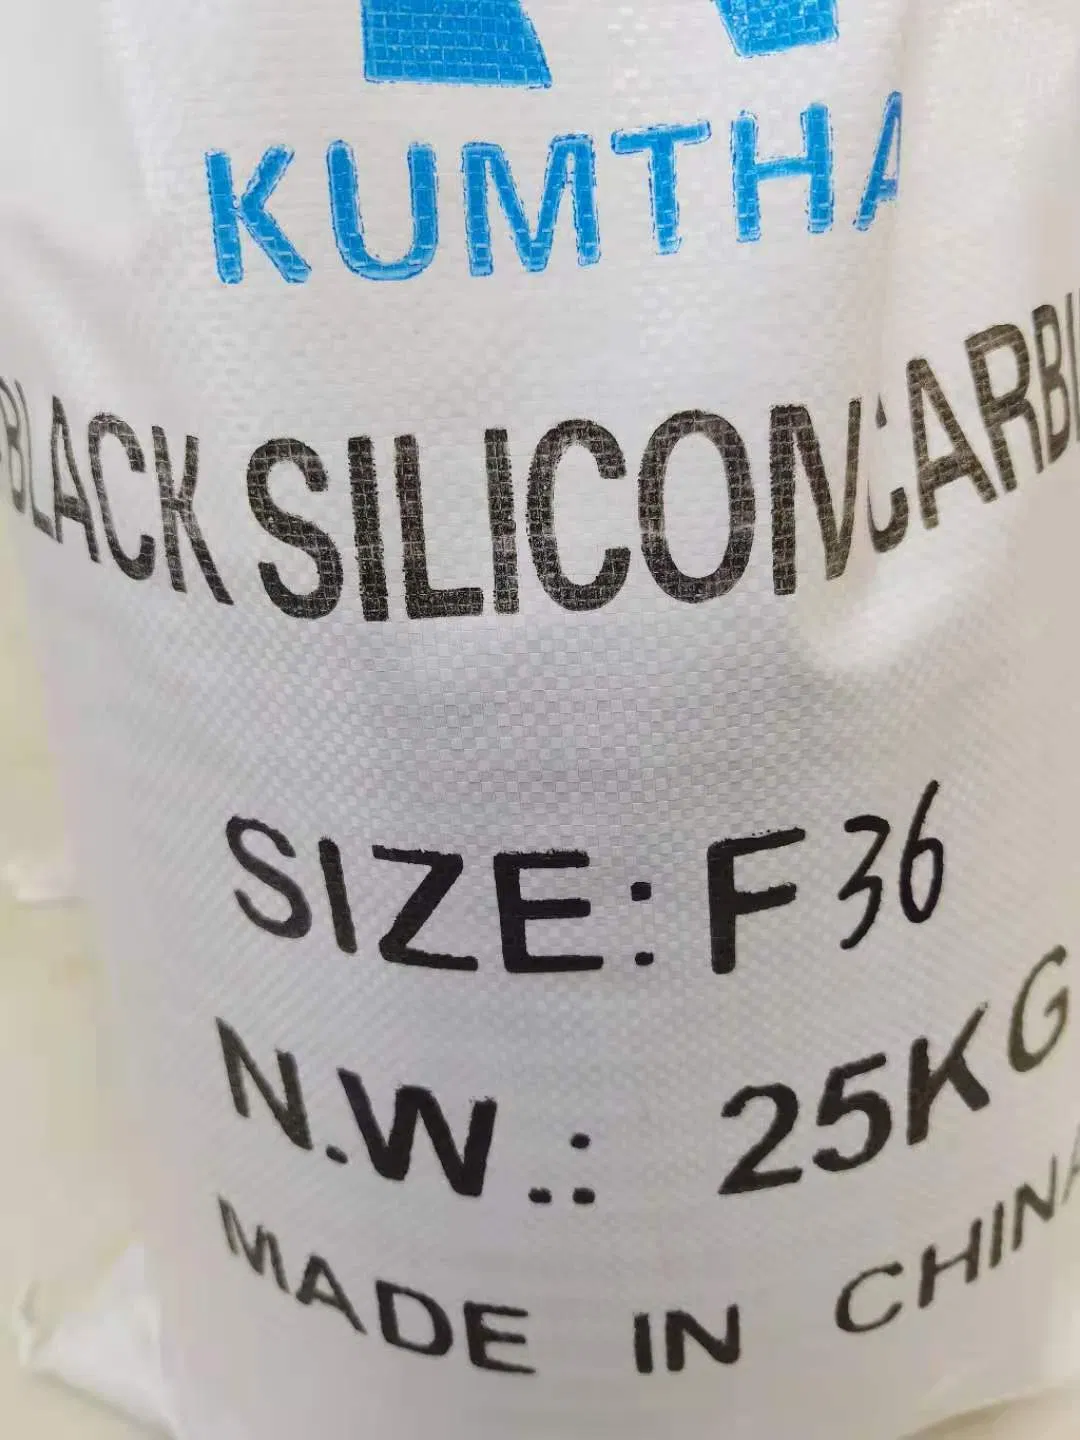 KUMTHA
BLACK SILICON CARBI
SIZE: F36
N.W.: 25KG
MADE IN CHINA